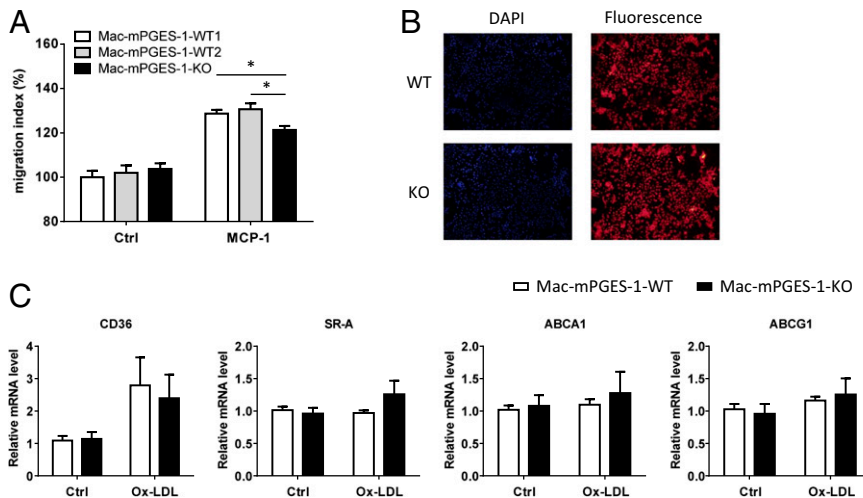 A
Mac-mPGES-1-WT1
Mac-mPGES-1-WT2
Mac-mPGES-1-KO
migration index (%)
160
140
120
100
80
*
*
Ctrl
MCP-1
B
DAPI
Fluorescence
WT
KO
C
Mac-mPGES-1-WT
Mac-mPGES-1-KO
CD36
Relative mRNA level
4
3
2
1
0
Ctrl
Ox-LDL
SR-A
Relative mRNA level
2.0
1.5
1.0
0.5
0.0
Ctrl
Ox-LDL
ABCA1
Relative mRNA level
2.0
1.5
1.0
0.5
0.0
Ctrl
Ox-LDL
ABCG1
Relative mRNA level
2.0
1.5
1.0
0.5
0.0
Ctrl
Ox-LDL